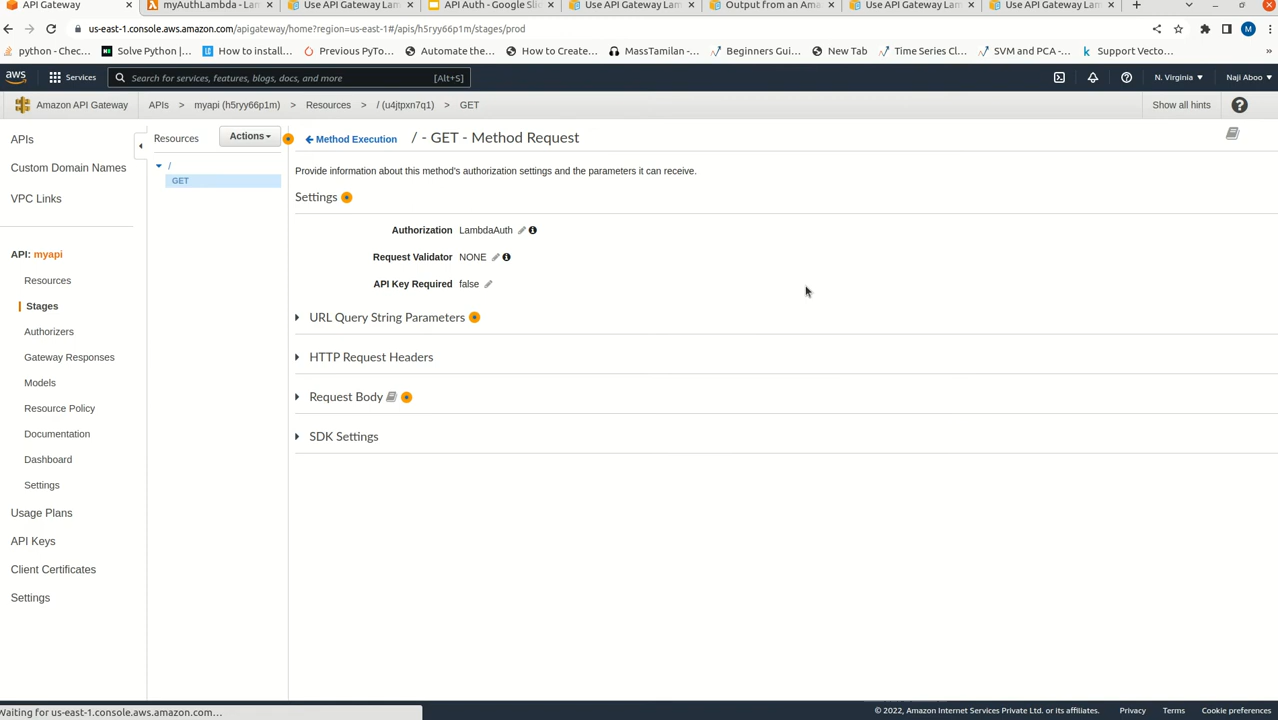 API Gateway
myAuthLambda - Lam
Use API Gateway Lam
API Auth - Google Slid
Use API Gateway Lam
Output from an Ama
Use API Gateway Lam
Use API Gateway Lam
us-east-1.console.aws.amazon.com/apigateway/home?region=us-east-1#/apis/h5ryy66p1m/stages/prod
M
python - Chec...
Solve Python |...
How to install...
Previous PyTo...
Automate the...
How to Create...
MassTamilan -...
Beginners Gui...
New Tab
Time Series Cl...
SVM and PCA -...
Support Vecto...
»
aws
Services
Search for services, features, blogs, docs, and more
[Alt+S]
N. Virginia
Naji Aboo
Amazon API Gateway
APIs > myapi (h5ryy66p1m) > Resources > / (u4jtpxn7q1) > GET
Show all hints
?
APIs
Custom Domain Names
VPC Links
API: myapi
Resources
Stages
Authorizers
Gateway Responses
Models
Resource Policy
Documentation
Dashboard
Settings
Usage Plans
API Keys
Client Certificates
Settings
Resources
Actions
/
GET
Method Execution
/ - GET - Method Request
Provide information about this method's authorization settings and the parameters it can receive.
Settings
Authorization LambdaAuth
Request Validator NONE
API Key Required false
URL Query String Parameters
HTTP Request Headers
Request Body
SDK Settings
Waiting for us-east-1.console.aws.amazon.com...
© 2022, Amazon Internet Services Private Ltd. or its affiliates.
Privacy
Terms
Cookie preferences